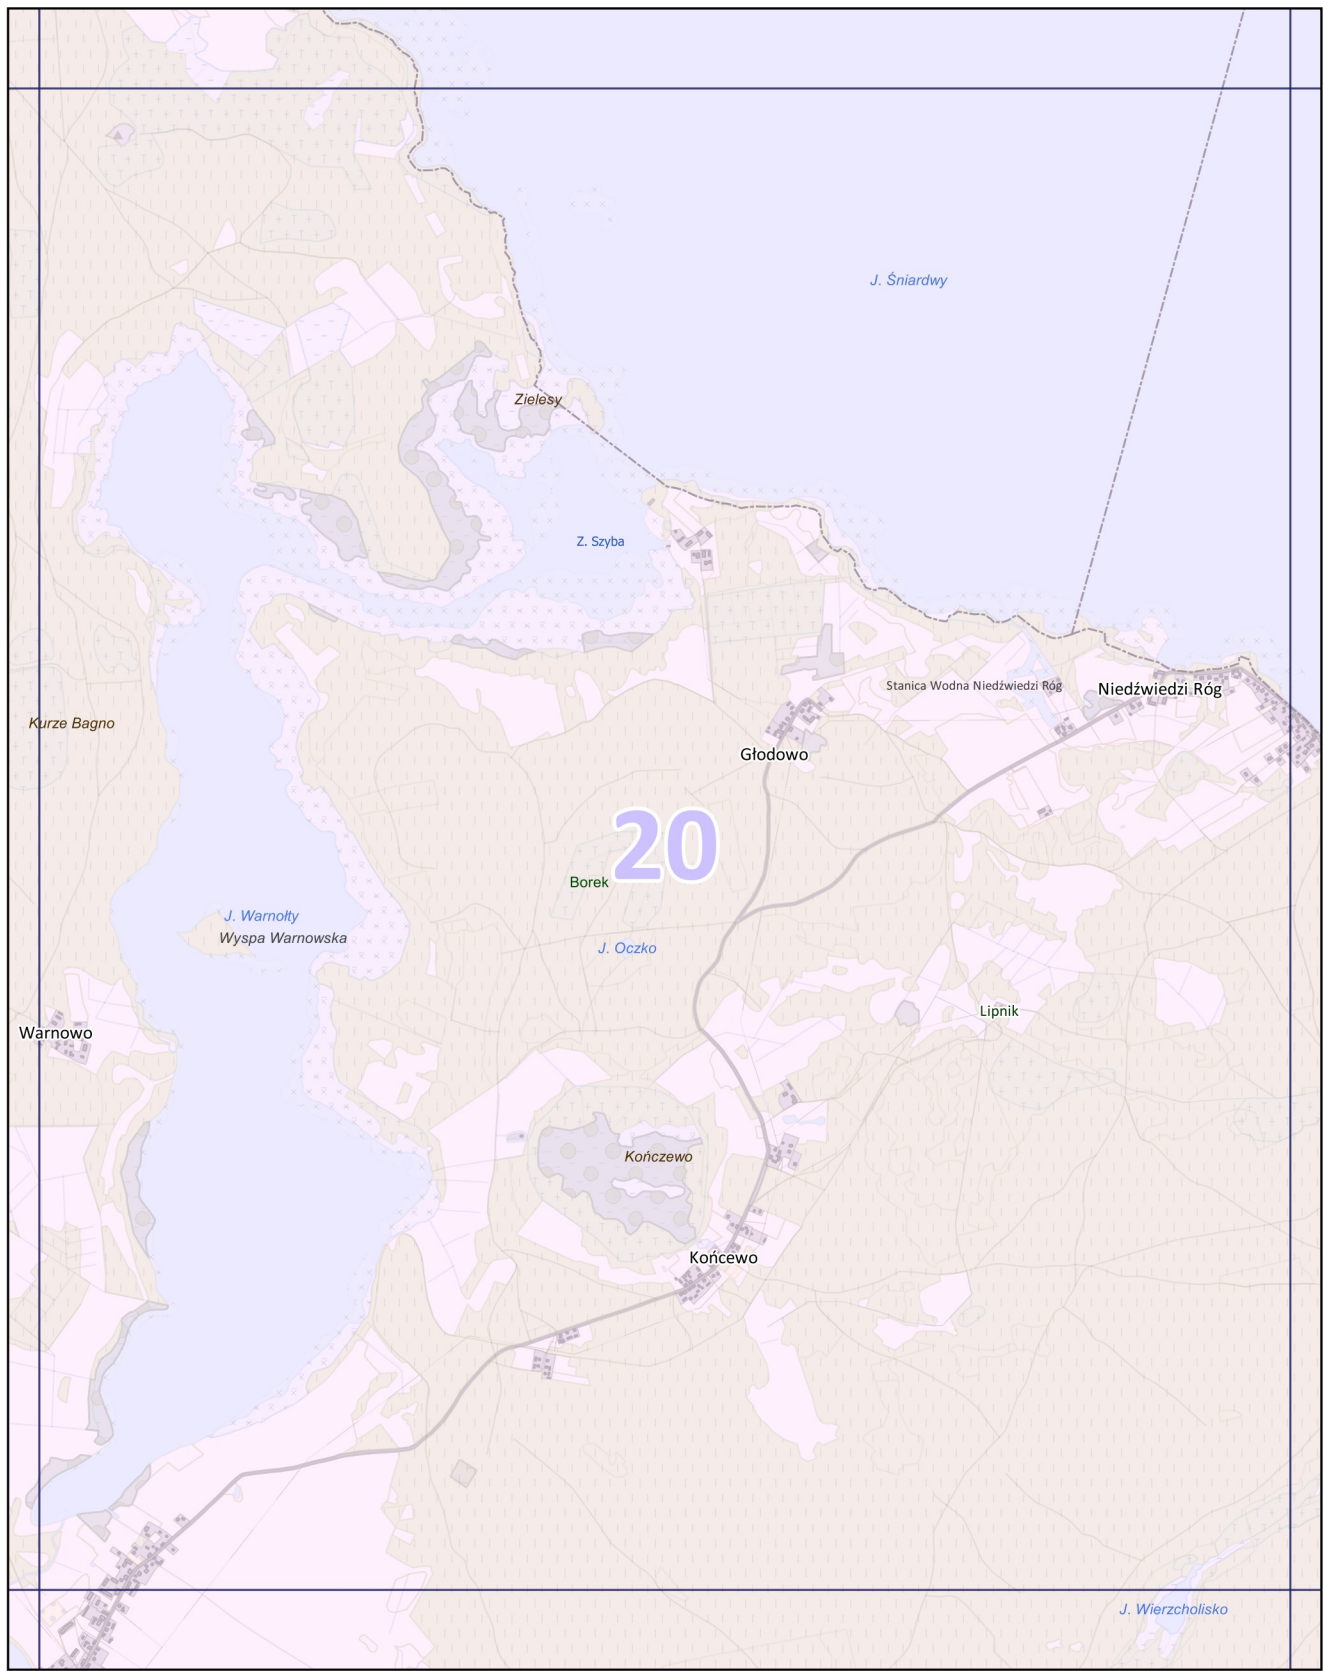 J. Śniardwy
Zielesy
Z. Szyba
Stanica Wodna Niedźwiedzi Róg
Niedźwiedzi Róg
Kurze Bagno
Głodowo
20
Borek
J. Warnołty
Wyspa Warnowska
J. Oczko
Lipnik
Warnowo
Kończewo
Końcewo
J. Wierzcholisko